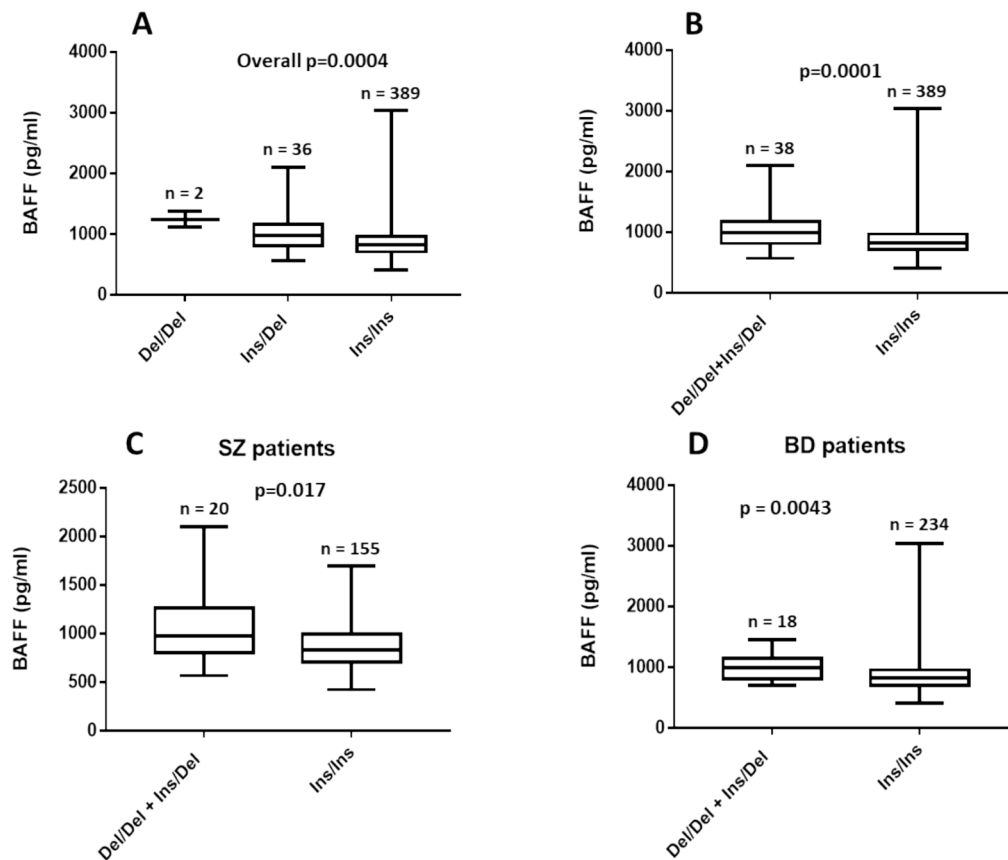 A
Overall p=0.0004
n = 389
n = 36
n = 2
BAFF (pg/ml)
4000
3000
2000
1000
0
Del/Del
Ins/Del
Ins/Ins
B
p=0.0001
n = 389
n = 38
BAFF (pg/ml)
4000
3000
2000
1000
0
Del/Del+Ins/Del
Ins/Ins
C
SZ patients
p=0.017
n = 20
n = 155
BAFF (pg/ml)
2500
2000
1500
1000
500
0
Del/Del + Ins/Del
Ins/Ins
D
BD patients
p = 0.0043
n = 234
n = 18
BAFF (pg/ml)
4000
3000
2000
1000
0
Del/Del + Ins/Del
Ins/Ins